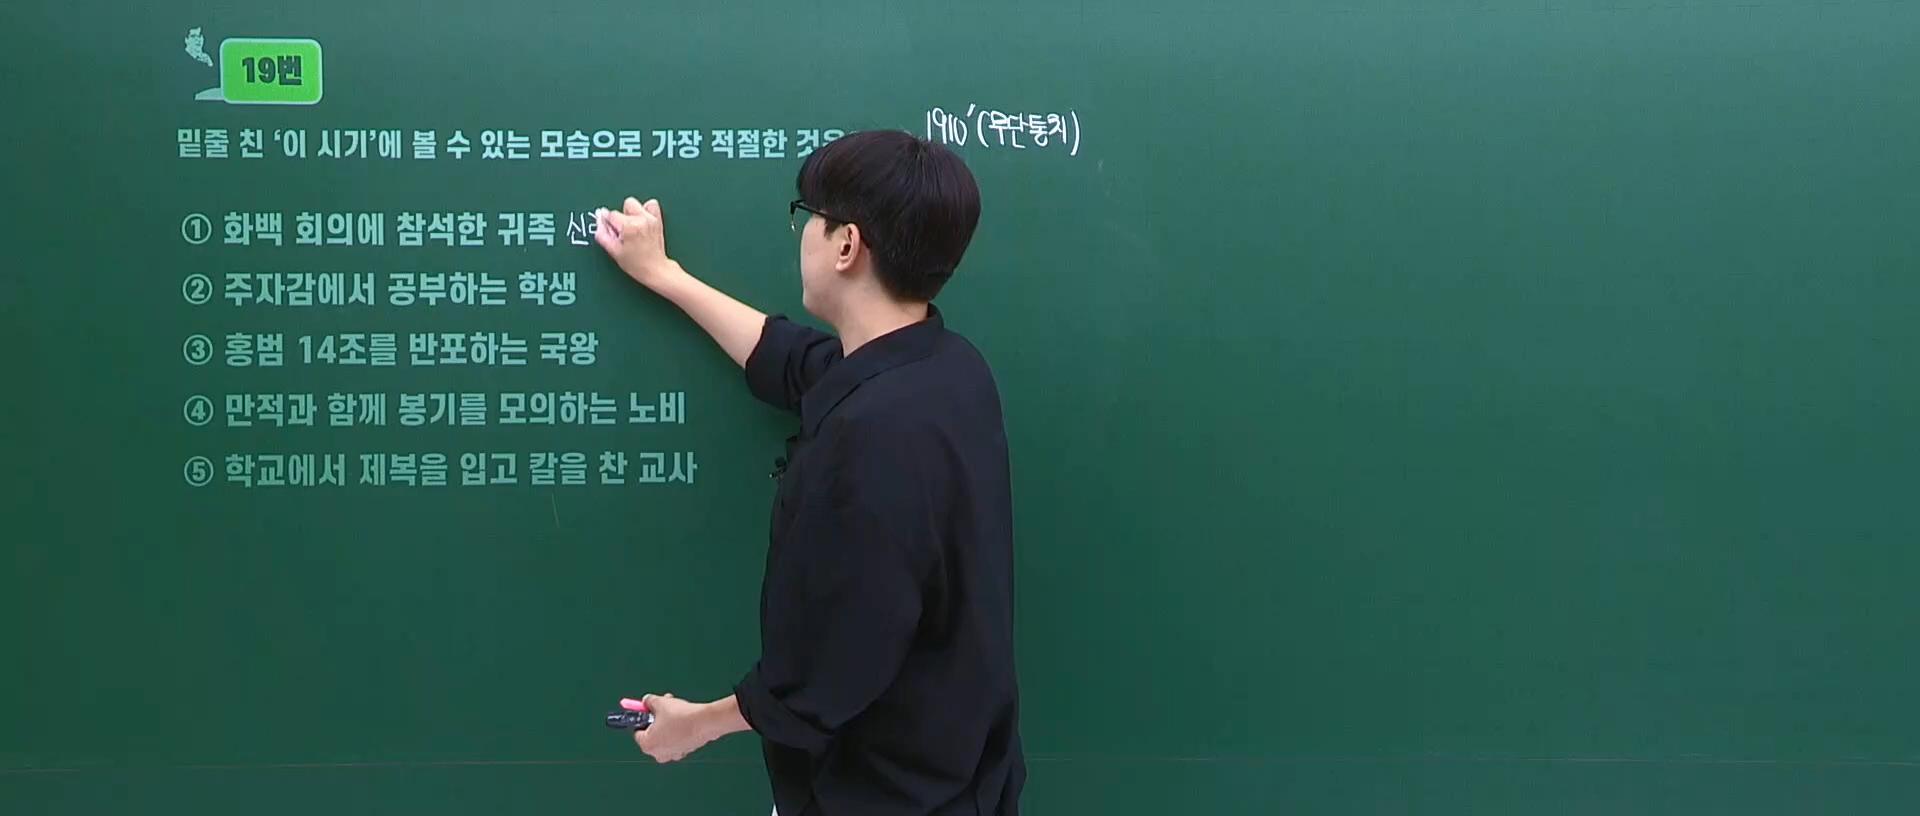 19번
밑줄 친 ‘이 시기’에 볼 수 있는 모습으로 가장 적절한
1910′(무단통치)
① 화백 회의에 참석한 귀족
② 주자감에서 공부하는 학생
③ 홍범 14조를 반포하는 국왕
④ 만적과 함께 봉기를 모의하는 노비
⑤ 학교에서 제복을 입고 칼을 찬 교사